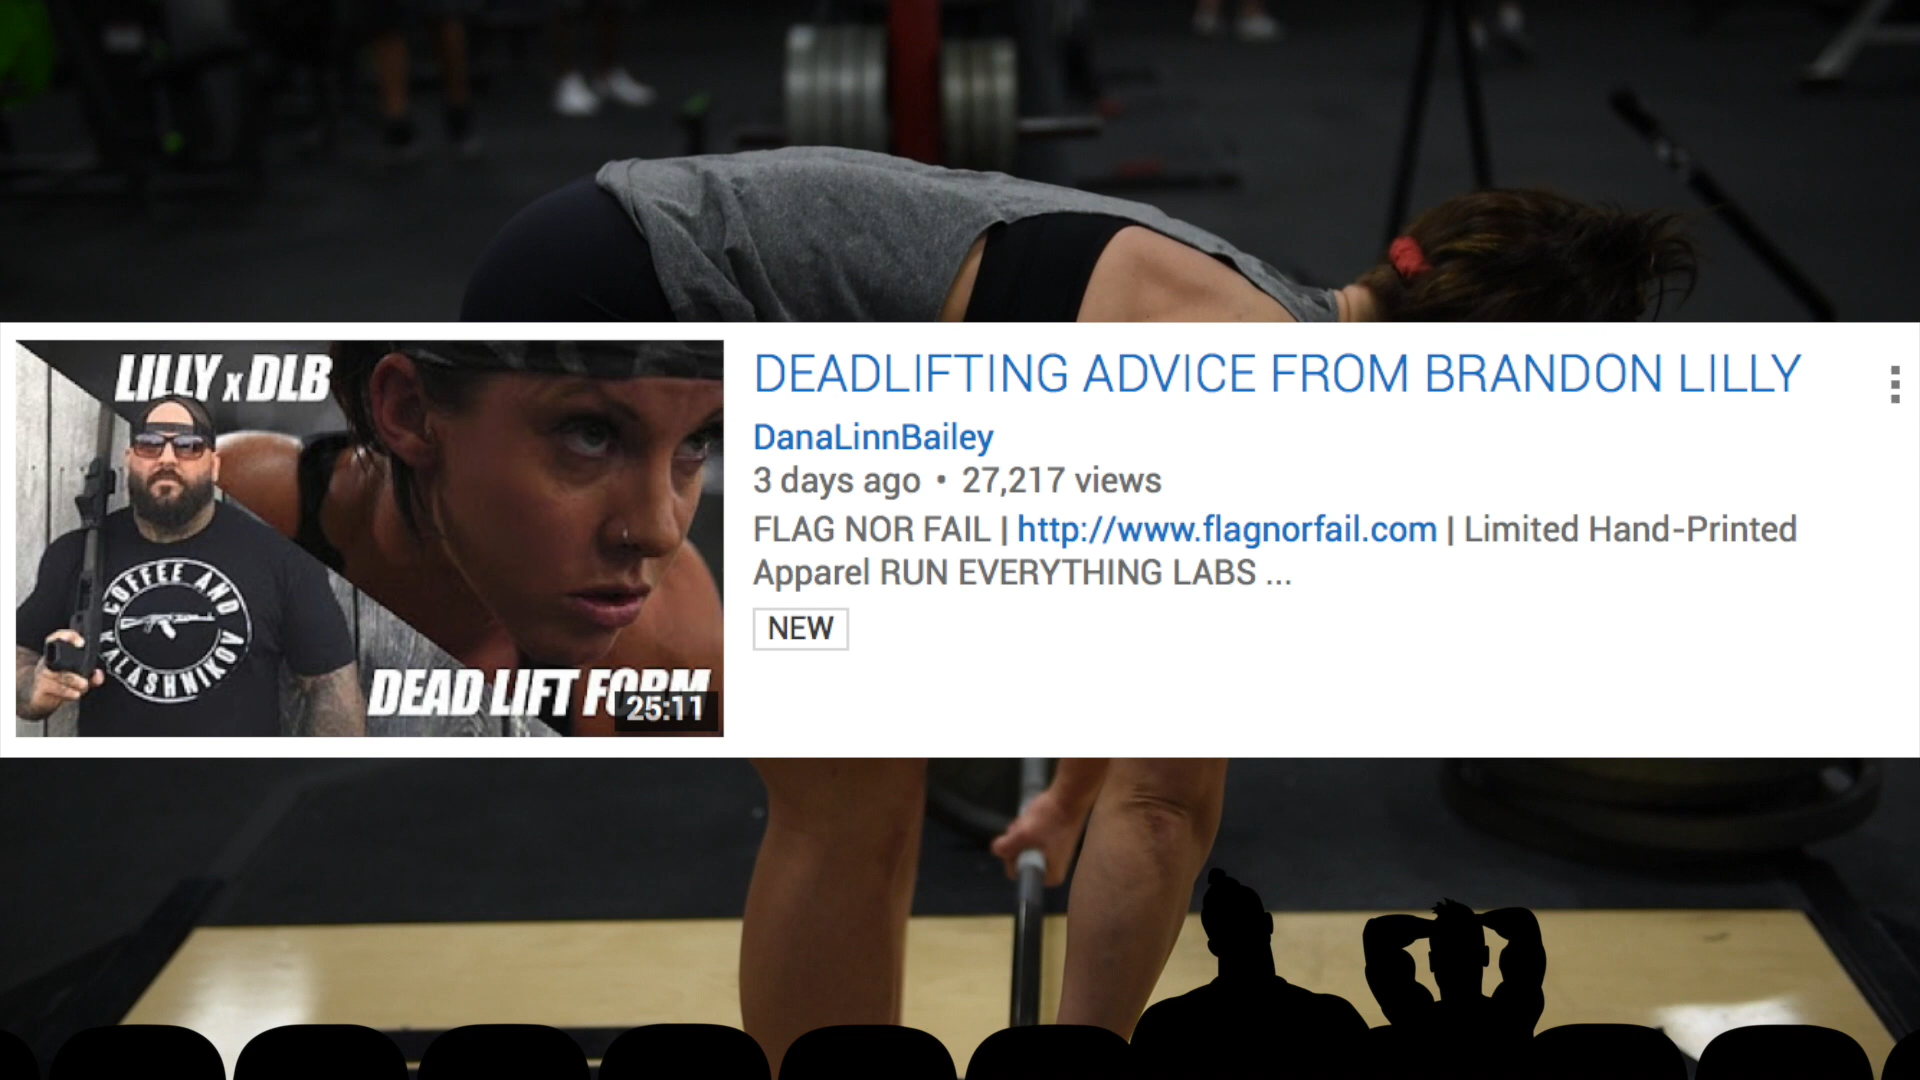 LILLY x DLB
COFFEE AND
KALASHNIKOV
DEAD LIFT FORM
25:11
DEADLIFTING ADVICE FROM BRANDON LILLY
DanaLinnBailey
3 days ago • 27,217 views
FLAG NOR FAIL | http://www.flagnorfail.com | Limited Hand-Printed
Apparel RUN EVERYTHING LABS ...
NEW